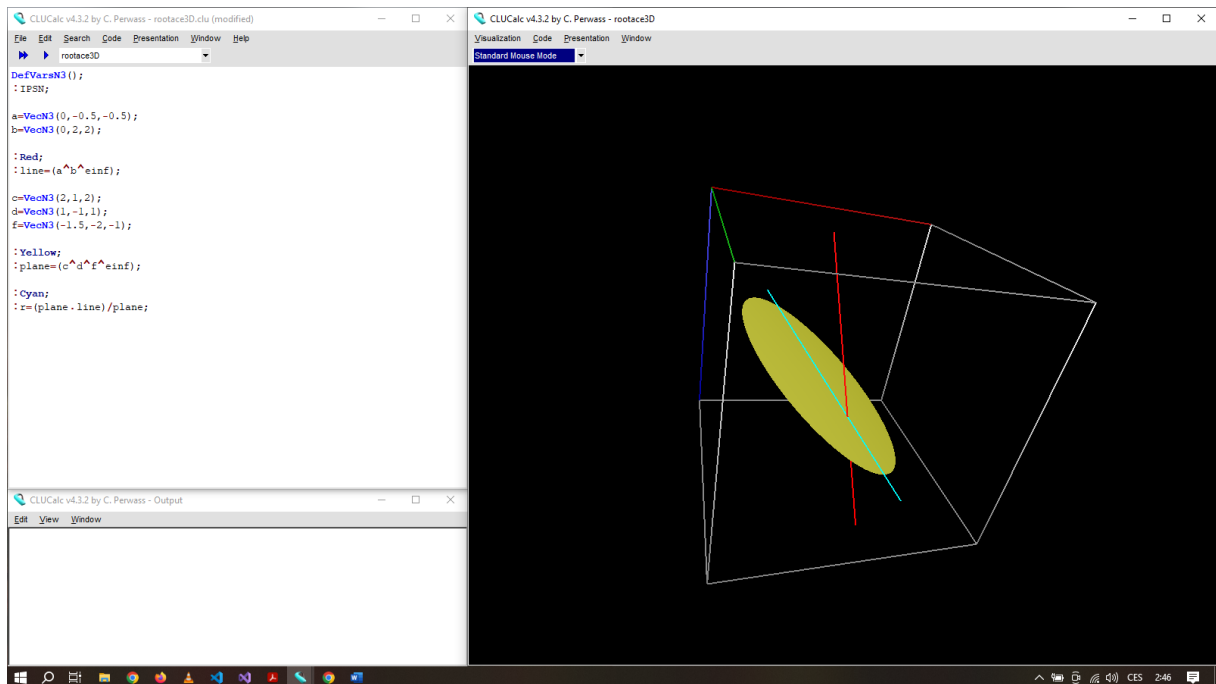 CLUCalc v4.3.2 by C. Perwass - rootace3D.clu (modified)
File Edit Search Code Presentation Window Help
rootace3D
DefVarsN3();
:IPSN;
a=VecN3(0,-0.5,-0.5);
b=VecN3(0,2,2);
:Red;
:line=(a^b^einf);
c=VecN3(2,1,2);
d=VecN3(1,-1,1);
f=VecN3(-1.5,-2,-1);
:Yellow;
:plane=(c^d^f^einf);
:Cyan;
:r=(plane.line)/plane;
CLUCalc v4.3.2 by C. Perwass - Output
Edit View Window
CLUCalc v4.3.2 by C. Perwass - rootace3D
Visualization Code Presentation Window
Standard Mouse Mode
CES 2:46